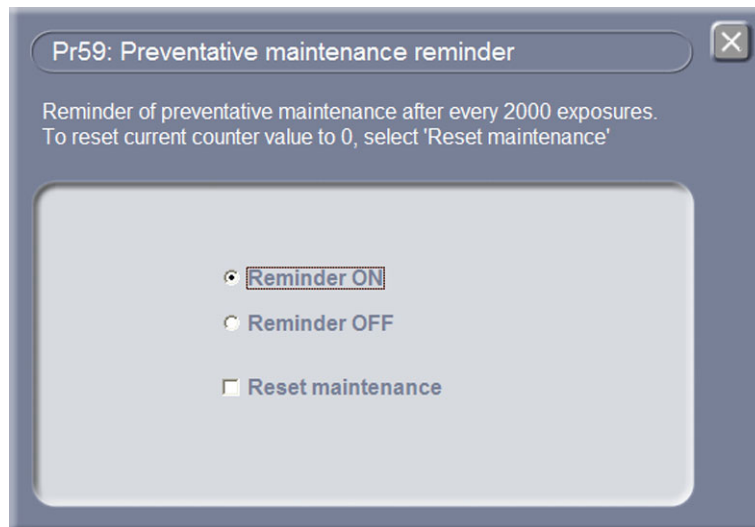 Pr59: Preventative maintenance reminder
Reminder of preventative maintenance after every 2000 exposures.
To reset current counter value to 0, select 'Reset maintenance'
Reminder ON
Reminder OFF
Reset maintenance